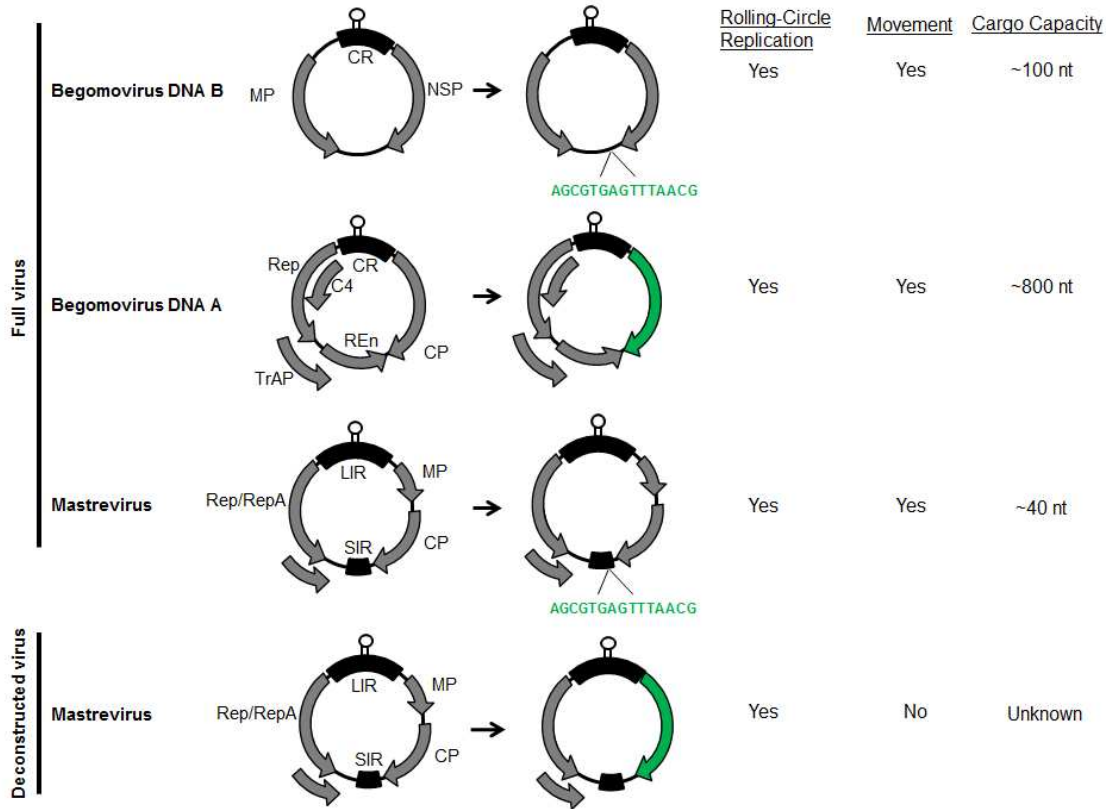 Rolling-Circle
Replication
Movement
Cargo Capacity
Full virus
Begomovirus DNA B
CR
MP
NSP
AGCGTGAGTTTAACG
Yes
Yes
~100 nt
Begomovirus DNA A
Rep
CR
C4
REn
CP
TrAP
Yes
Yes
~800 nt
Mastrevirus
LIR
MP
Rep/RepA
CP
SIR
AGCGTGAGTTTAACG
Yes
Yes
~40 nt
Deconstructed virus
Mastrevirus
LIR
MP
Rep/RepA
CP
SIR
Yes
No
Unknown